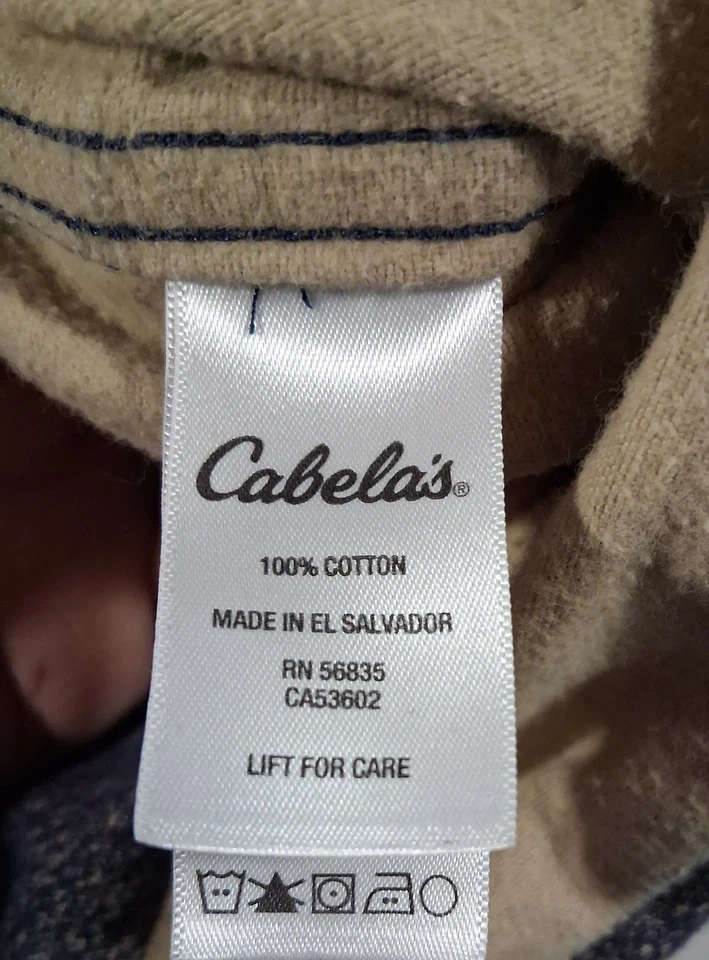 Cabela's®
100% COTTON
MADE IN EL SALVADOR
RN 56835
CA53602
LIFT FOR CARE